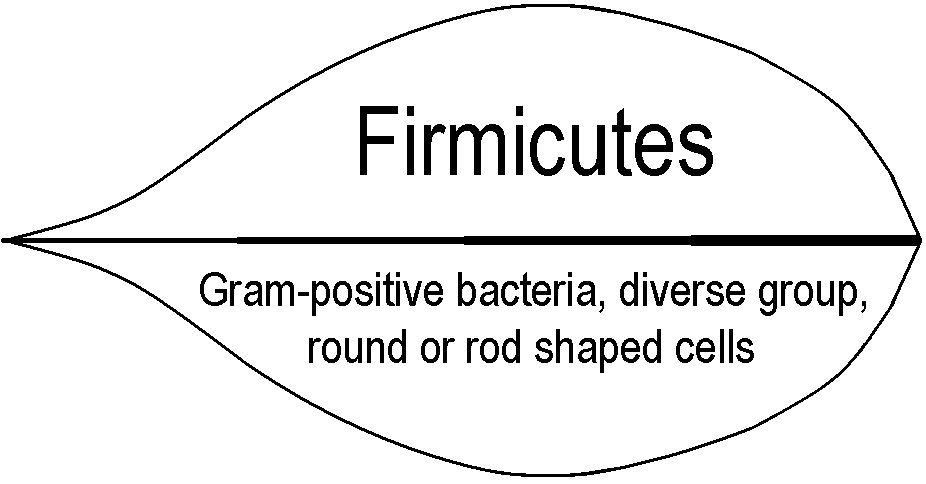 Firmicutes
Gram-positive bacteria, diverse group,
round or rod shaped cells